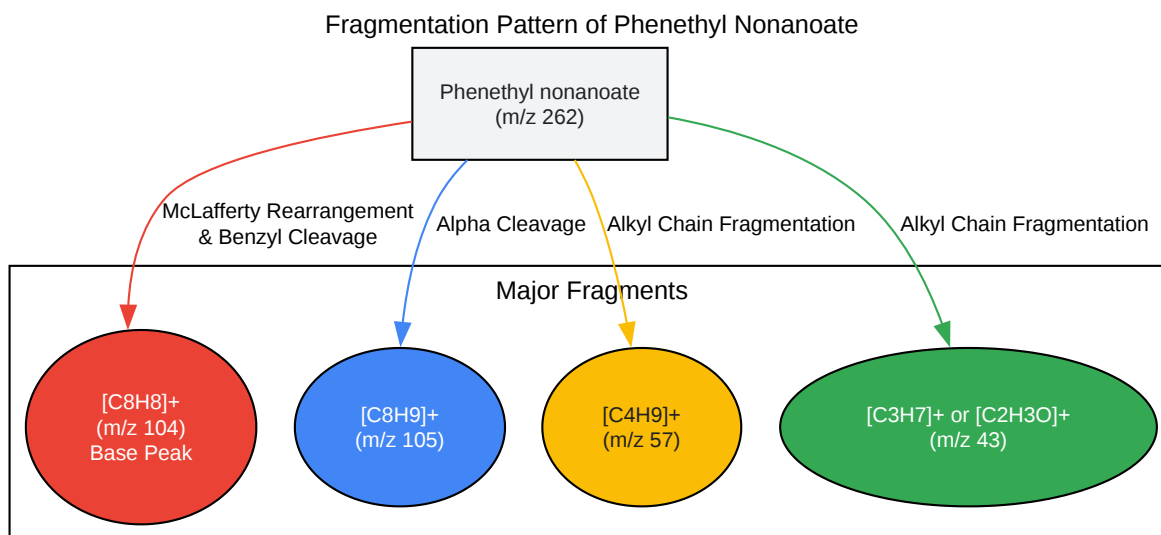 Fragmentation Pattern of Phenethyl Nonanoate
Phenethyl nonanoate
(m/z 262)
McLafferty Rearrangement
& Benzyl Cleavage
Alpha Cleavage
Alkyl Chain Fragmentation
Alkyl Chain Fragmentation
Major Fragments
[C8H8]+
(m/z 104)
Base Peak
[C8H9]+
(m/z 105)
[C4H9]+
(m/z 57)
[C3H7]+ or [C2H3O]+
(m/z 43)